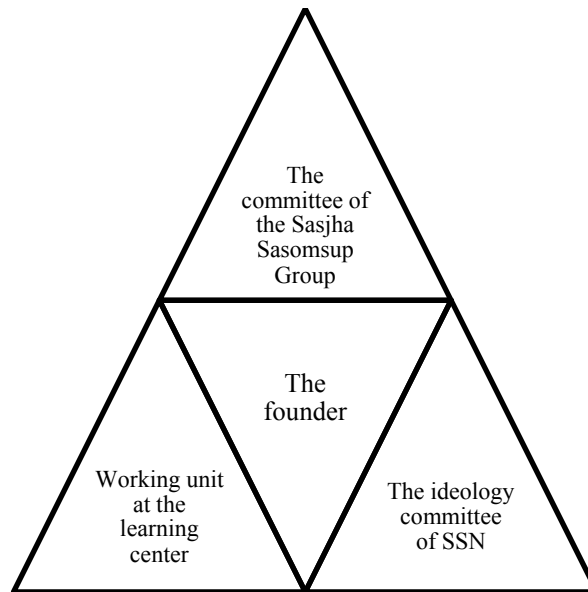 The
committee of
the Sasjha
Sasomsup
Group
The
founder
Working unit
at the
learning
center
The ideology
committee
of SSN